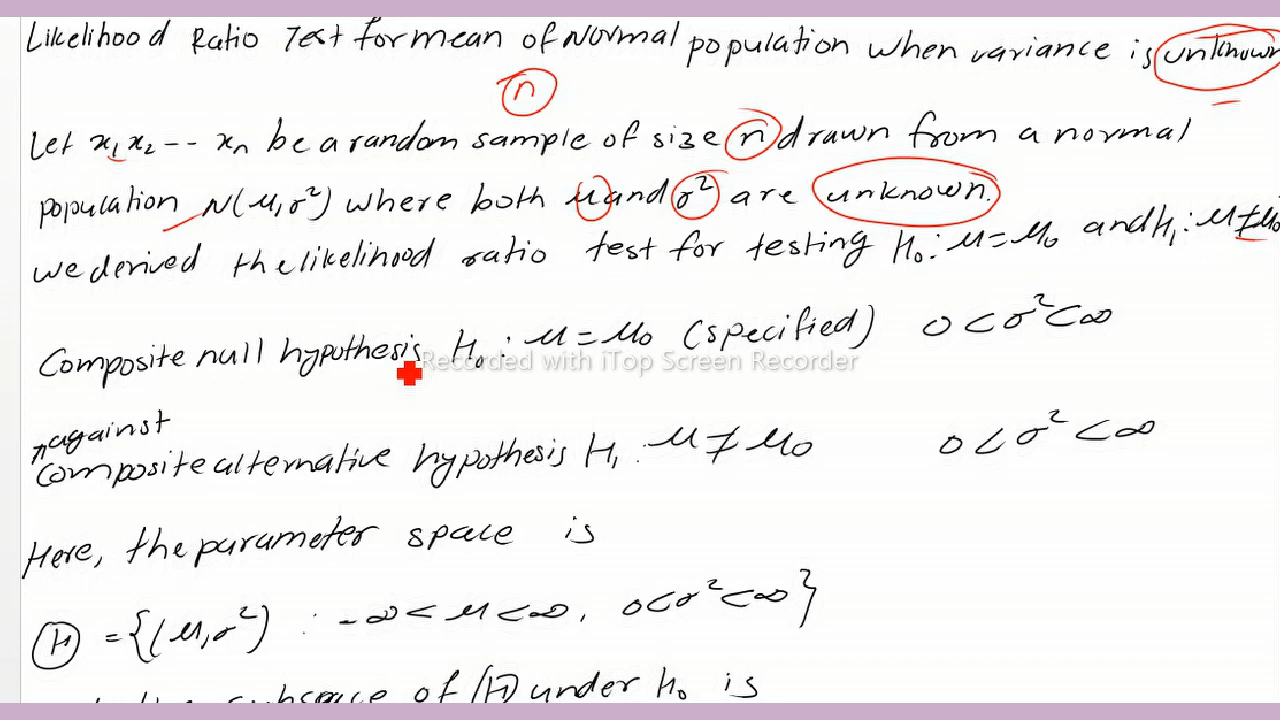 Likelihood Ratio Test for mean of Normal population when variance is unknown
n
Let x₁ x₂ -- xn be a random sample of size n drawn from a normal
population N(μ,σ²) where both μ and σ² are unknown.
we derived the likelihood ratio test for testing H₀: μ=μ₀ and H₁: μ≠μ₀
Composite null hypothesis H₀: μ=μ₀ (specified) 0<σ²<∞
Recorded with iTop Screen Recorder
against
composite alternative hypothesis H₁: μ≠μ₀ 0<σ²<∞
Here, the parameter space is
Ⓗ = {(μ,σ²) : -∞<μ<∞, 0<σ²<∞}
subspace of Ⓗ under H₀ is